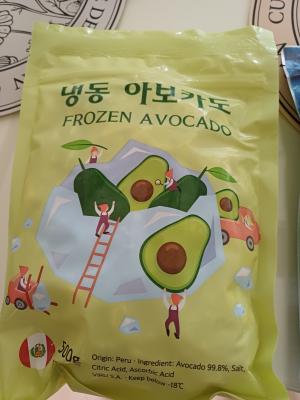 냉동 아보카도
FROZEN AVOCADO
500g
Origin: Peru - Ingredient: Avocado 99.8%, Salt,
Citric Acid, Ascorbic Acid
S.A. - Keep below -18℃